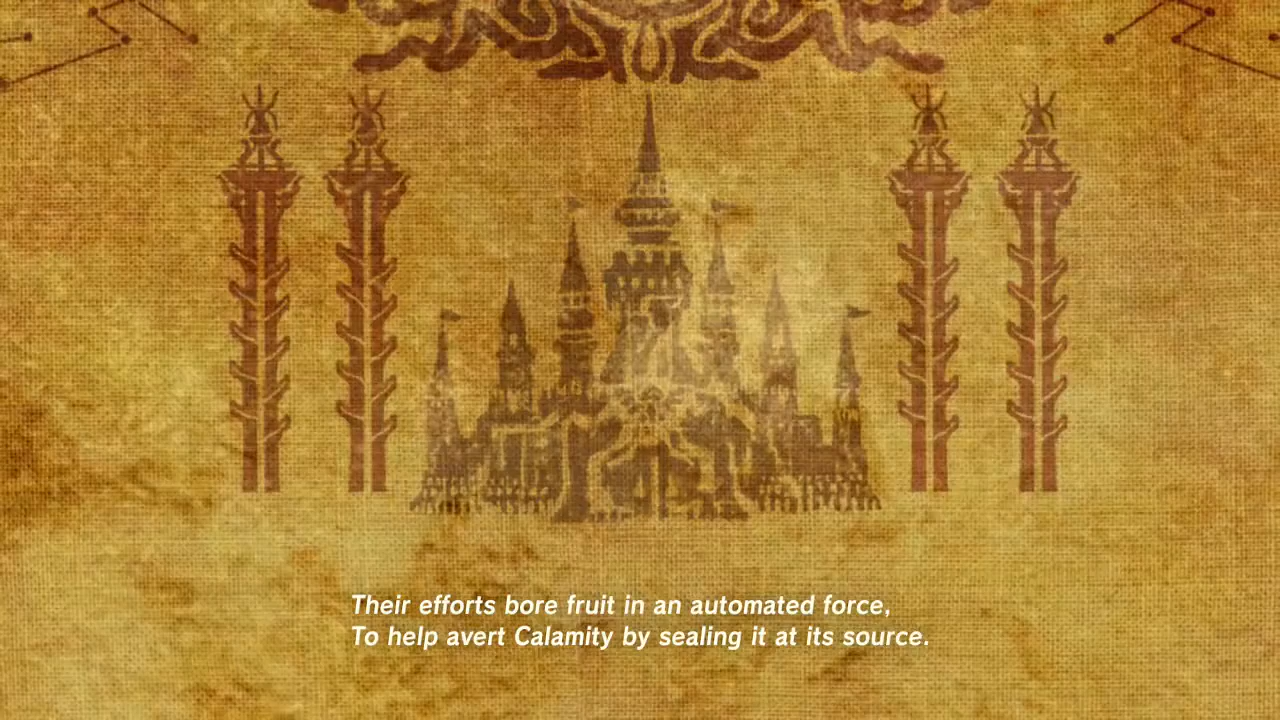 Their efforts bore fruit in an automated force,
To help avert Calamity by sealing it at its source.